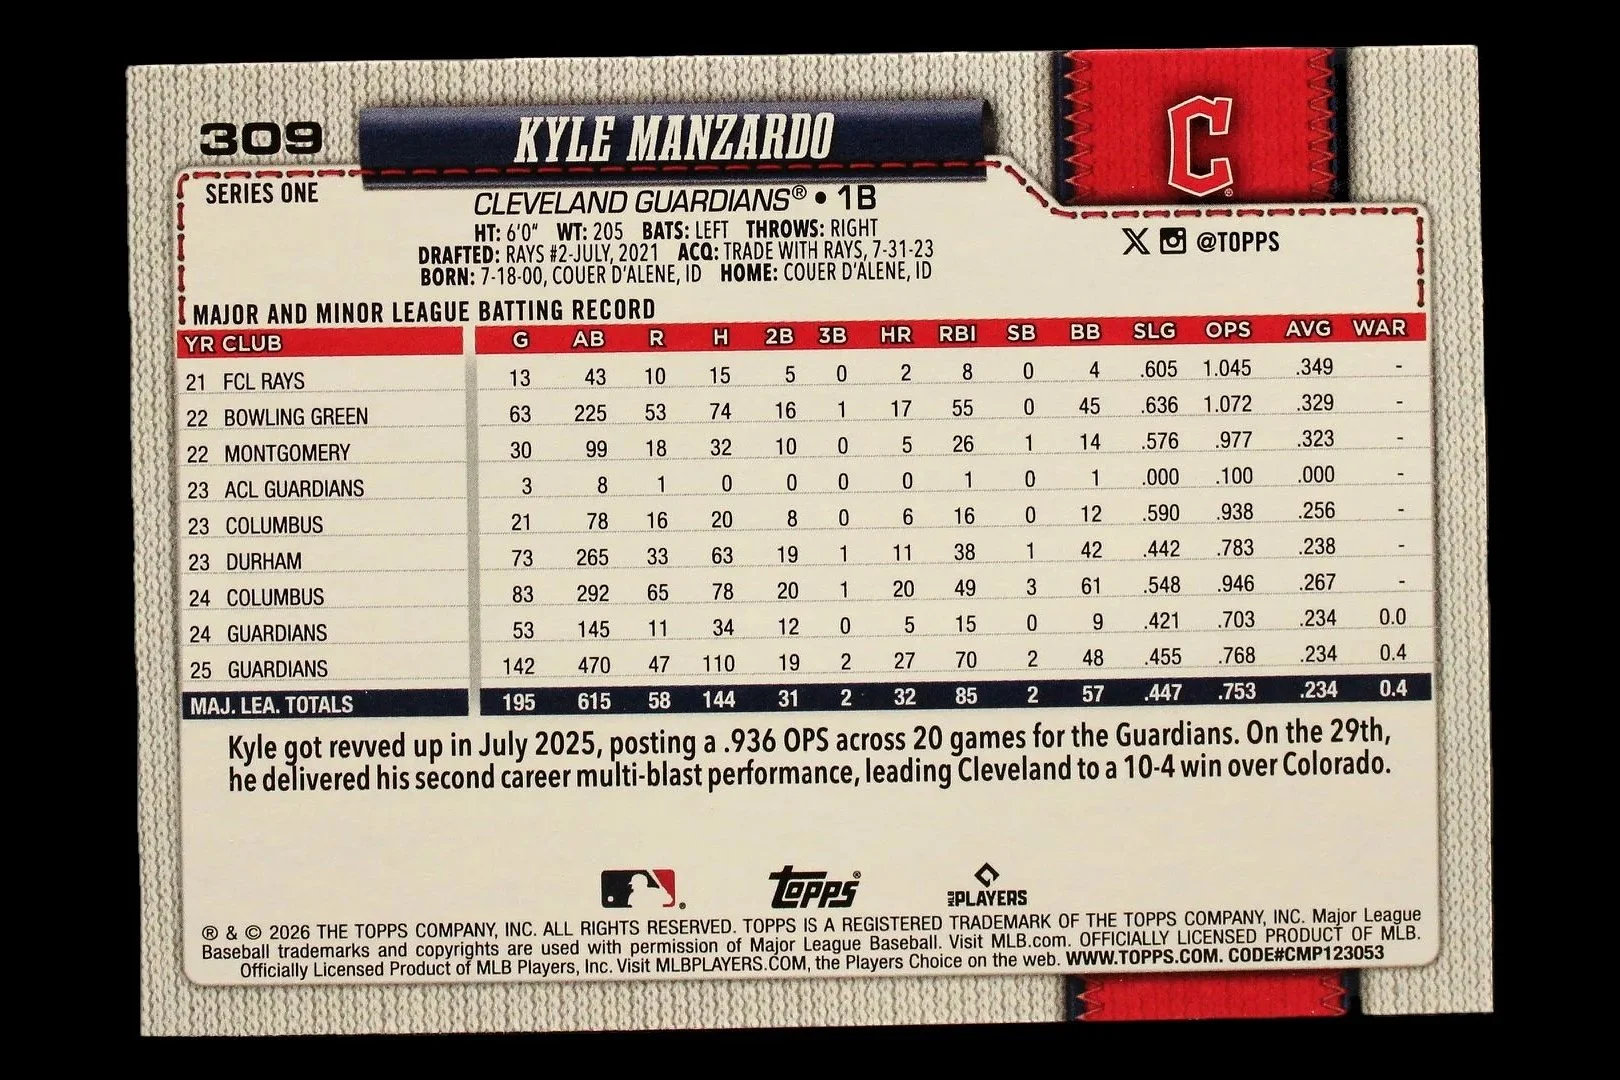 309
KYLE MANZARDO
C®
SERIES ONE
CLEVELAND GUARDIANS® • 1B
HT: 6'0" WT: 205 BATS: LEFT THROWS: RIGHT
DRAFTED: RAYS #2-JULY, 2021 ACQ: TRADE WITH RAYS, 7-31-23
BORN: 7-18-00, COUER D'ALENE, ID HOME: COUER D'ALENE, ID
X @TOPPS
MAJOR AND MINOR LEAGUE BATTING RECORD
YR CLUB G AB R H 2B 3B HR RBI SB BB SLG OPS AVG WAR
21 FCL RAYS 13 43 10 15 5 0 2 8 0 4 .605 1.045 .349 -
22 BOWLING GREEN 63 225 53 74 16 1 17 55 0 45 .636 1.072 .329 -
22 MONTGOMERY 30 99 18 32 10 0 5 26 1 14 .576 .977 .323 -
23 ACL GUARDIANS 3 8 1 0 0 0 0 1 0 1 .000 .100 .000 -
23 COLUMBUS 21 78 16 20 8 0 6 16 0 12 .590 .938 .256 -
23 DURHAM 73 265 33 63 19 1 11 38 1 42 .442 .783 .238 -
24 COLUMBUS 83 292 65 78 20 1 20 49 3 61 .548 .946 .267 -
24 GUARDIANS 53 145 11 34 12 0 5 15 0 9 .421 .703 .234 0.0
25 GUARDIANS 142 470 47 110 19 2 27 70 2 48 .455 .768 .234 0.4
MAJ. LEA. TOTALS 195 615 58 144 31 2 32 85 2 57 .447 .753 .234 0.4
Kyle got revved up in July 2025, posting a .936 OPS across 20 games for the Guardians. On the 29th,
he delivered his second career multi-blast performance, leading Cleveland to a 10-4 win over Colorado.
topps® MLB PLAYERS
® & © 2026 THE TOPPS COMPANY, INC. ALL RIGHTS RESERVED. TOPPS IS A REGISTERED TRADEMARK OF THE TOPPS COMPANY, INC. Major League
Baseball trademarks and copyrights are used with permission of Major League Baseball. Visit MLB.com. OFFICIALLY LICENSED PRODUCT OF MLB.
Officially Licensed Product of MLB Players, Inc. Visit MLBPLAYERS.COM, the Players Choice on the web. WWW.TOPPS.COM. CODE#CMP123053